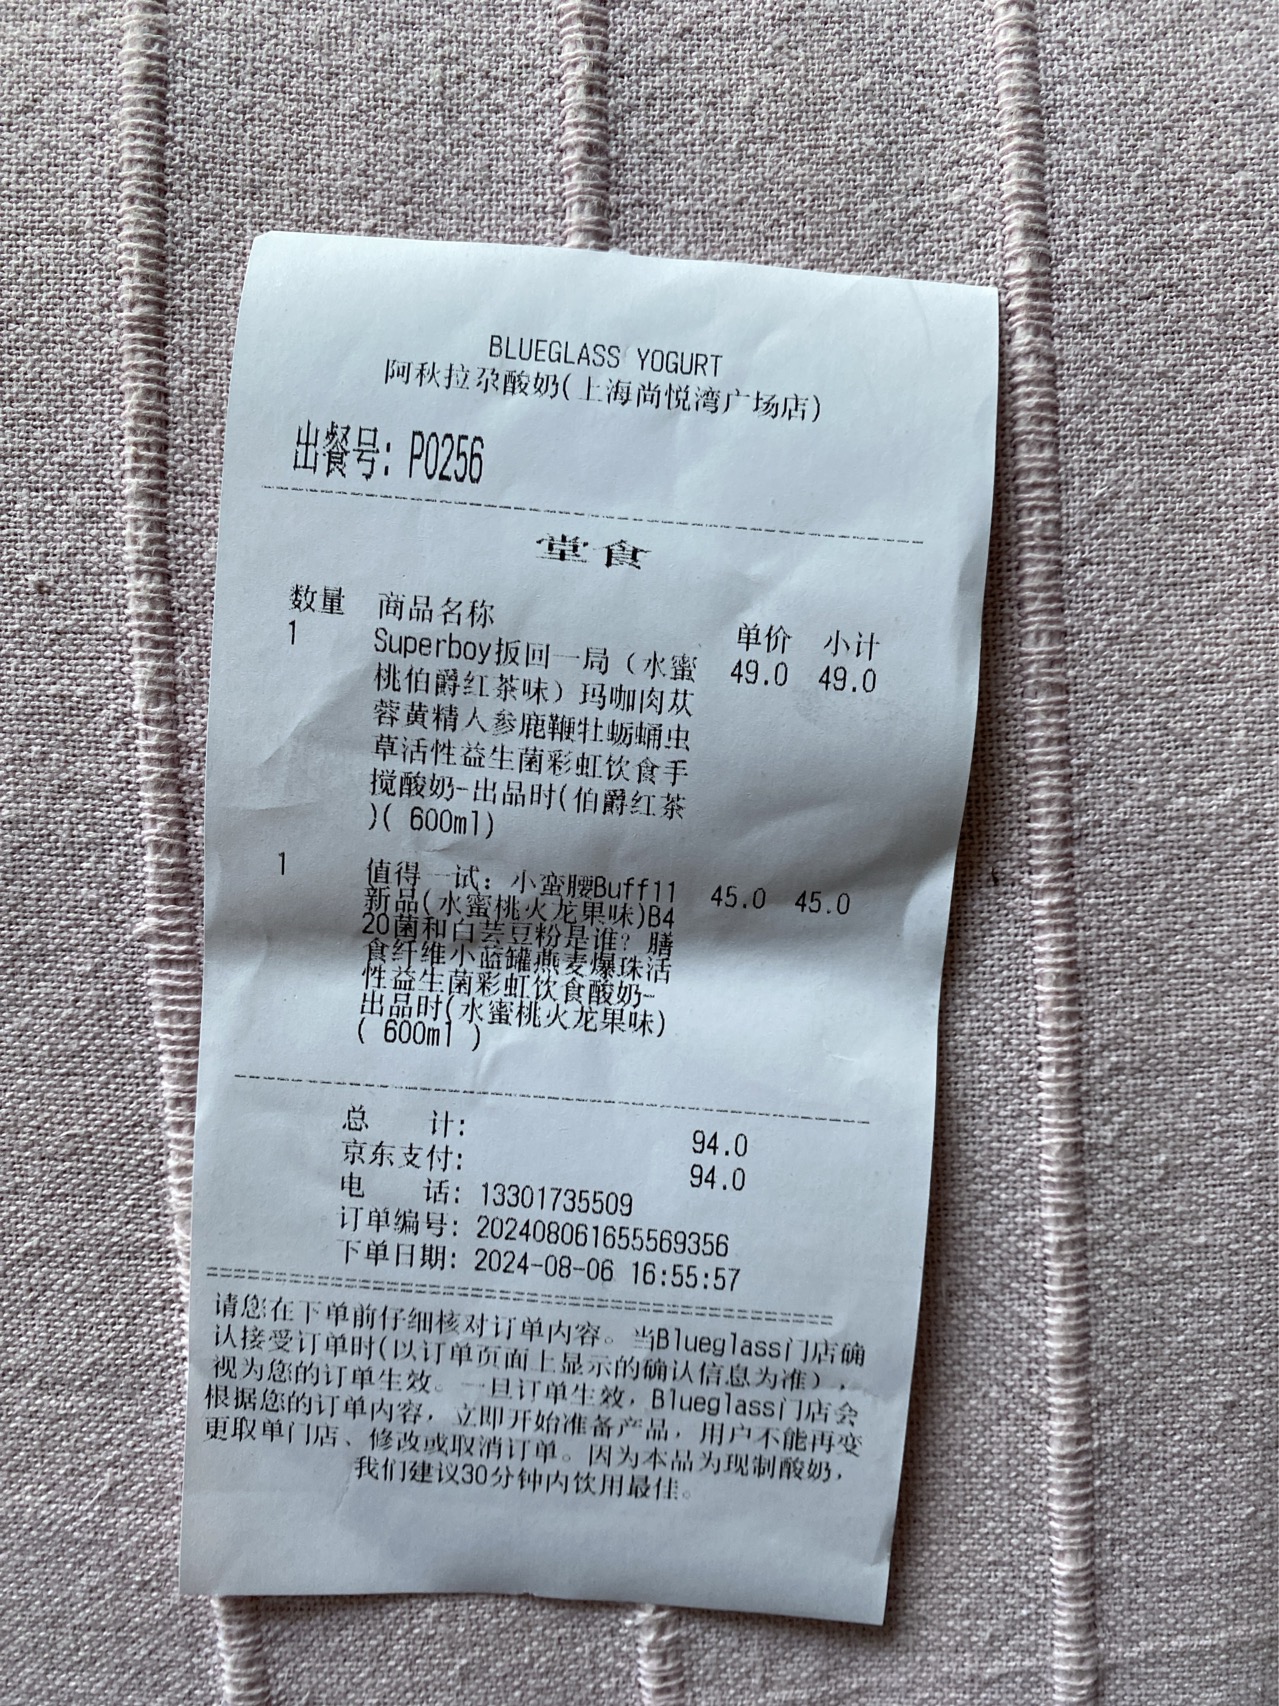 BLUEGLASS YOGURT
阿秋拉尕酸奶(上海尚悦湾广场店)
出餐号: P0256
堂食
数量 商品名称 单价 小计
1 Superboy扳回一局（水蜜 49.0 49.0
桃伯爵红茶味）玛咖肉苁
蓉黄精人参鹿鞭牡蛎蛹虫
草活性益生菌彩虹饮食手
搅酸奶-出品时(伯爵红茶
)( 600ml)
1 值得一试：小蛮腰Buff11 45.0 45.0
新品(水蜜桃火龙果味)B4
20菌和白芸豆粉是谁？膳
食纤维小蓝罐燕麦爆珠活
性益生菌彩虹饮食酸奶-
出品时(水蜜桃火龙果味)
( 600ml )
总 计: 94.0
京东支付: 94.0
电 话: 13301735509
订单编号: 2024080616555569356
下单日期: 2024-08-06 16:55:57
请您在下单前仔细核对订单内容。当Blueglass门店确
认接受订单时(以订单页面上显示的确认信息为准)，
视为您的订单生效。一旦订单生效，Blueglass门店会
根据您的订单内容，立即开始准备产品，用户不能再变
更取单门店、修改或取消订单。因为本品为现制酸奶，
我们建议30分钟内饮用最佳。